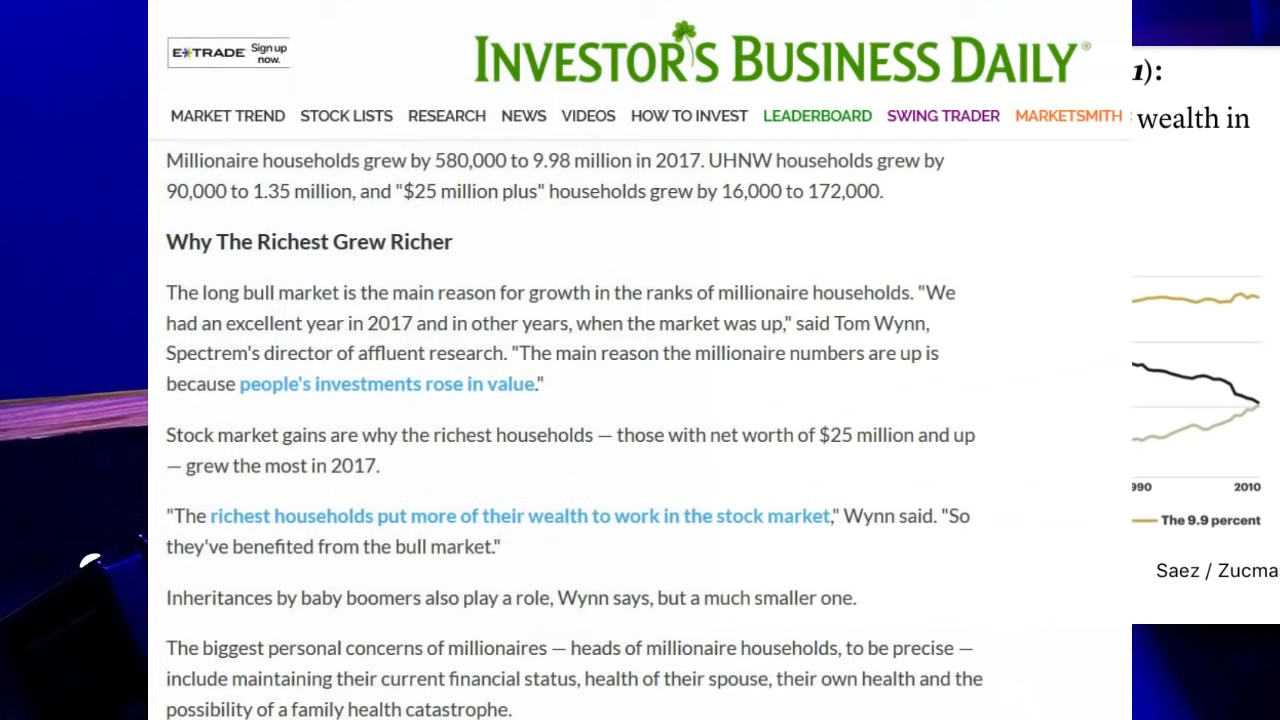 E*TRADE Sign up now.
INVESTOR'S BUSINESS DAILY®
MARKET TREND STOCK LISTS RESEARCH NEWS VIDEOS HOW TO INVEST LEADERBOARD SWING TRADER MARKETSMITH
Millionaire households grew by 580,000 to 9.98 million in 2017. UHNW households grew by
90,000 to 1.35 million, and "$25 million plus" households grew by 16,000 to 172,000.
Why The Richest Grew Richer
The long bull market is the main reason for growth in the ranks of millionaire households. "We
had an excellent year in 2017 and in other years, when the market was up," said Tom Wynn,
Spectrem's director of affluent research. "The main reason the millionaire numbers are up is
because people's investments rose in value."
Stock market gains are why the richest households — those with net worth of $25 million and up
— grew the most in 2017.
"The richest households put more of their wealth to work in the stock market," Wynn said. "So
they've benefited from the bull market."
Inheritances by baby boomers also play a role, Wynn says, but a much smaller one.
The biggest personal concerns of millionaires — heads of millionaire households, to be precise —
include maintaining their current financial status, health of their spouse, their own health and the
possibility of a family health catastrophe.
1):
wealth in
990 2010
The 9.9 percent
Saez / Zucma